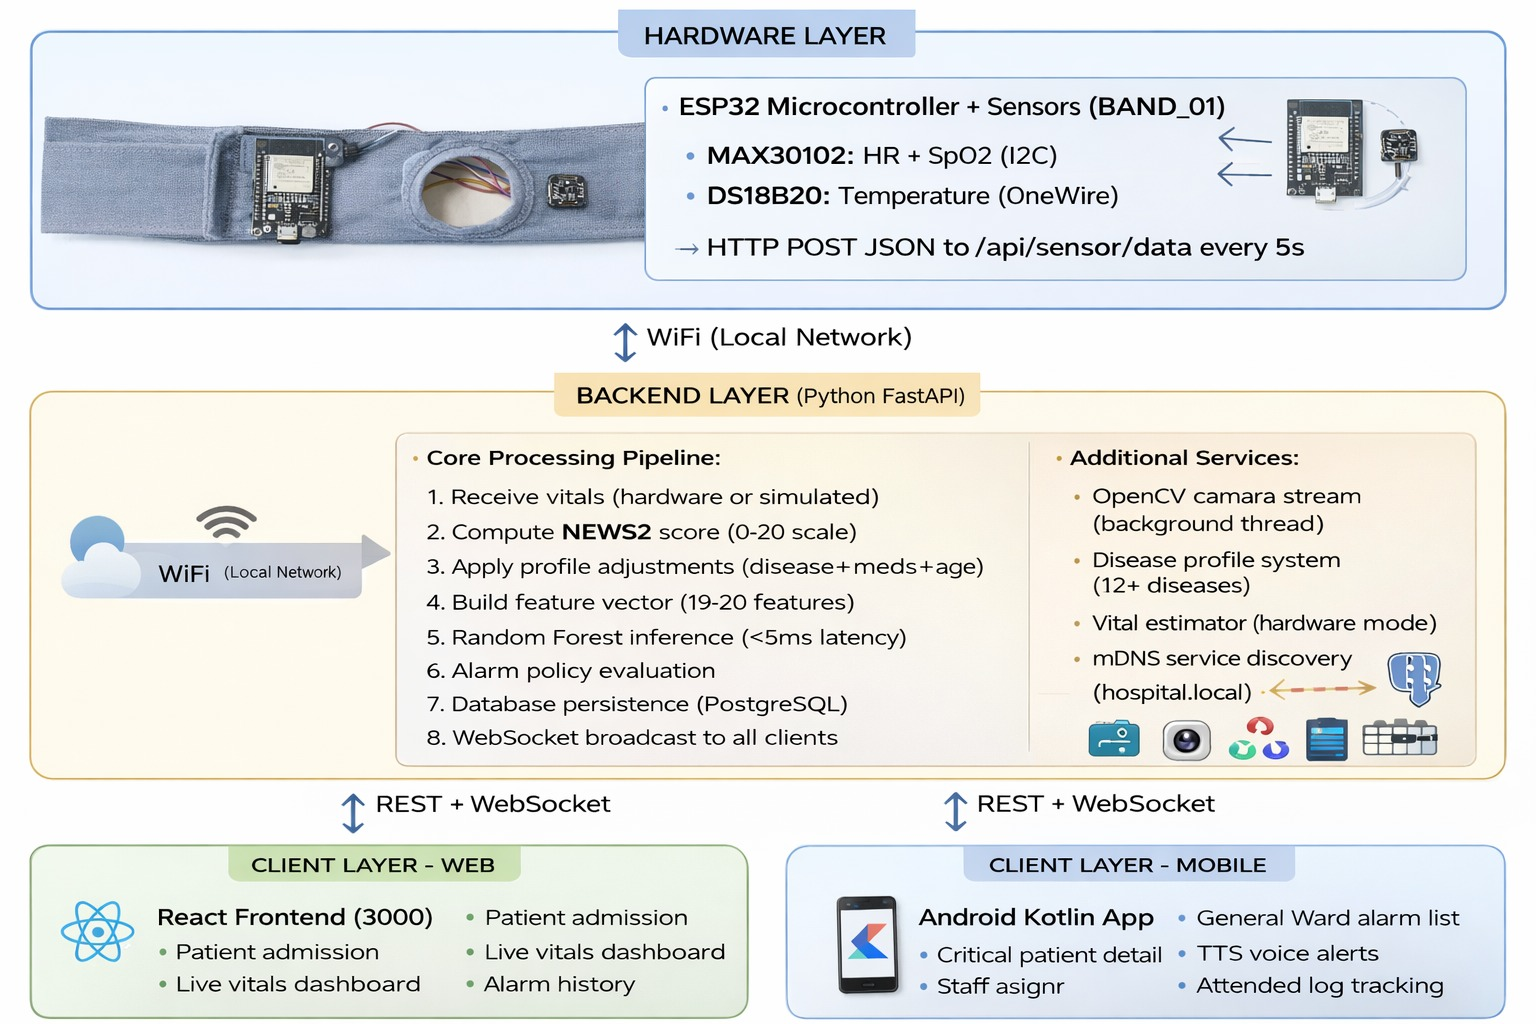 HARDWARE LAYER
• ESP32 Microcontroller + Sensors (BAND_01)
• MAX30102: HR + SpO2 (I2C)
• DS18B20: Temperature (OneWire)
→ HTTP POST JSON to /api/sensor/data every 5s
WiFi (Local Network)
BACKEND LAYER (Python FastAPI)
WiFi (Local Network)
• Core Processing Pipeline:
1. Receive vitals (hardware or simulated)
2. Compute NEWS2 score (0-20 scale)
3. Apply profile adjustments (disease+meds+age)
4. Build feature vector (19-20 features)
5. Random Forest inference (<5ms latency)
6. Alarm policy evaluation
7. Database persistence (PostgreSQL)
8. WebSocket broadcast to all clients
• Additional Services:
• OpenCV camara stream
(background thread)
• Disease profile system
(12+ diseases)
• Vital estimator (hardware mode)
• mDNS service discovery
(hospital.local)
REST + WebSocket
REST + WebSocket
CLIENT LAYER - WEB
React Frontend (3000)
• Patient admission
• Live vitals dashboard
• Patient admission
• Live vitals dashboard
• Alarm history
CLIENT LAYER - MOBILE
Android Kotlin App
• Critical patient detail
• Staff asignr
• General Ward alarm list
• TTS voice alerts
• Attended log tracking